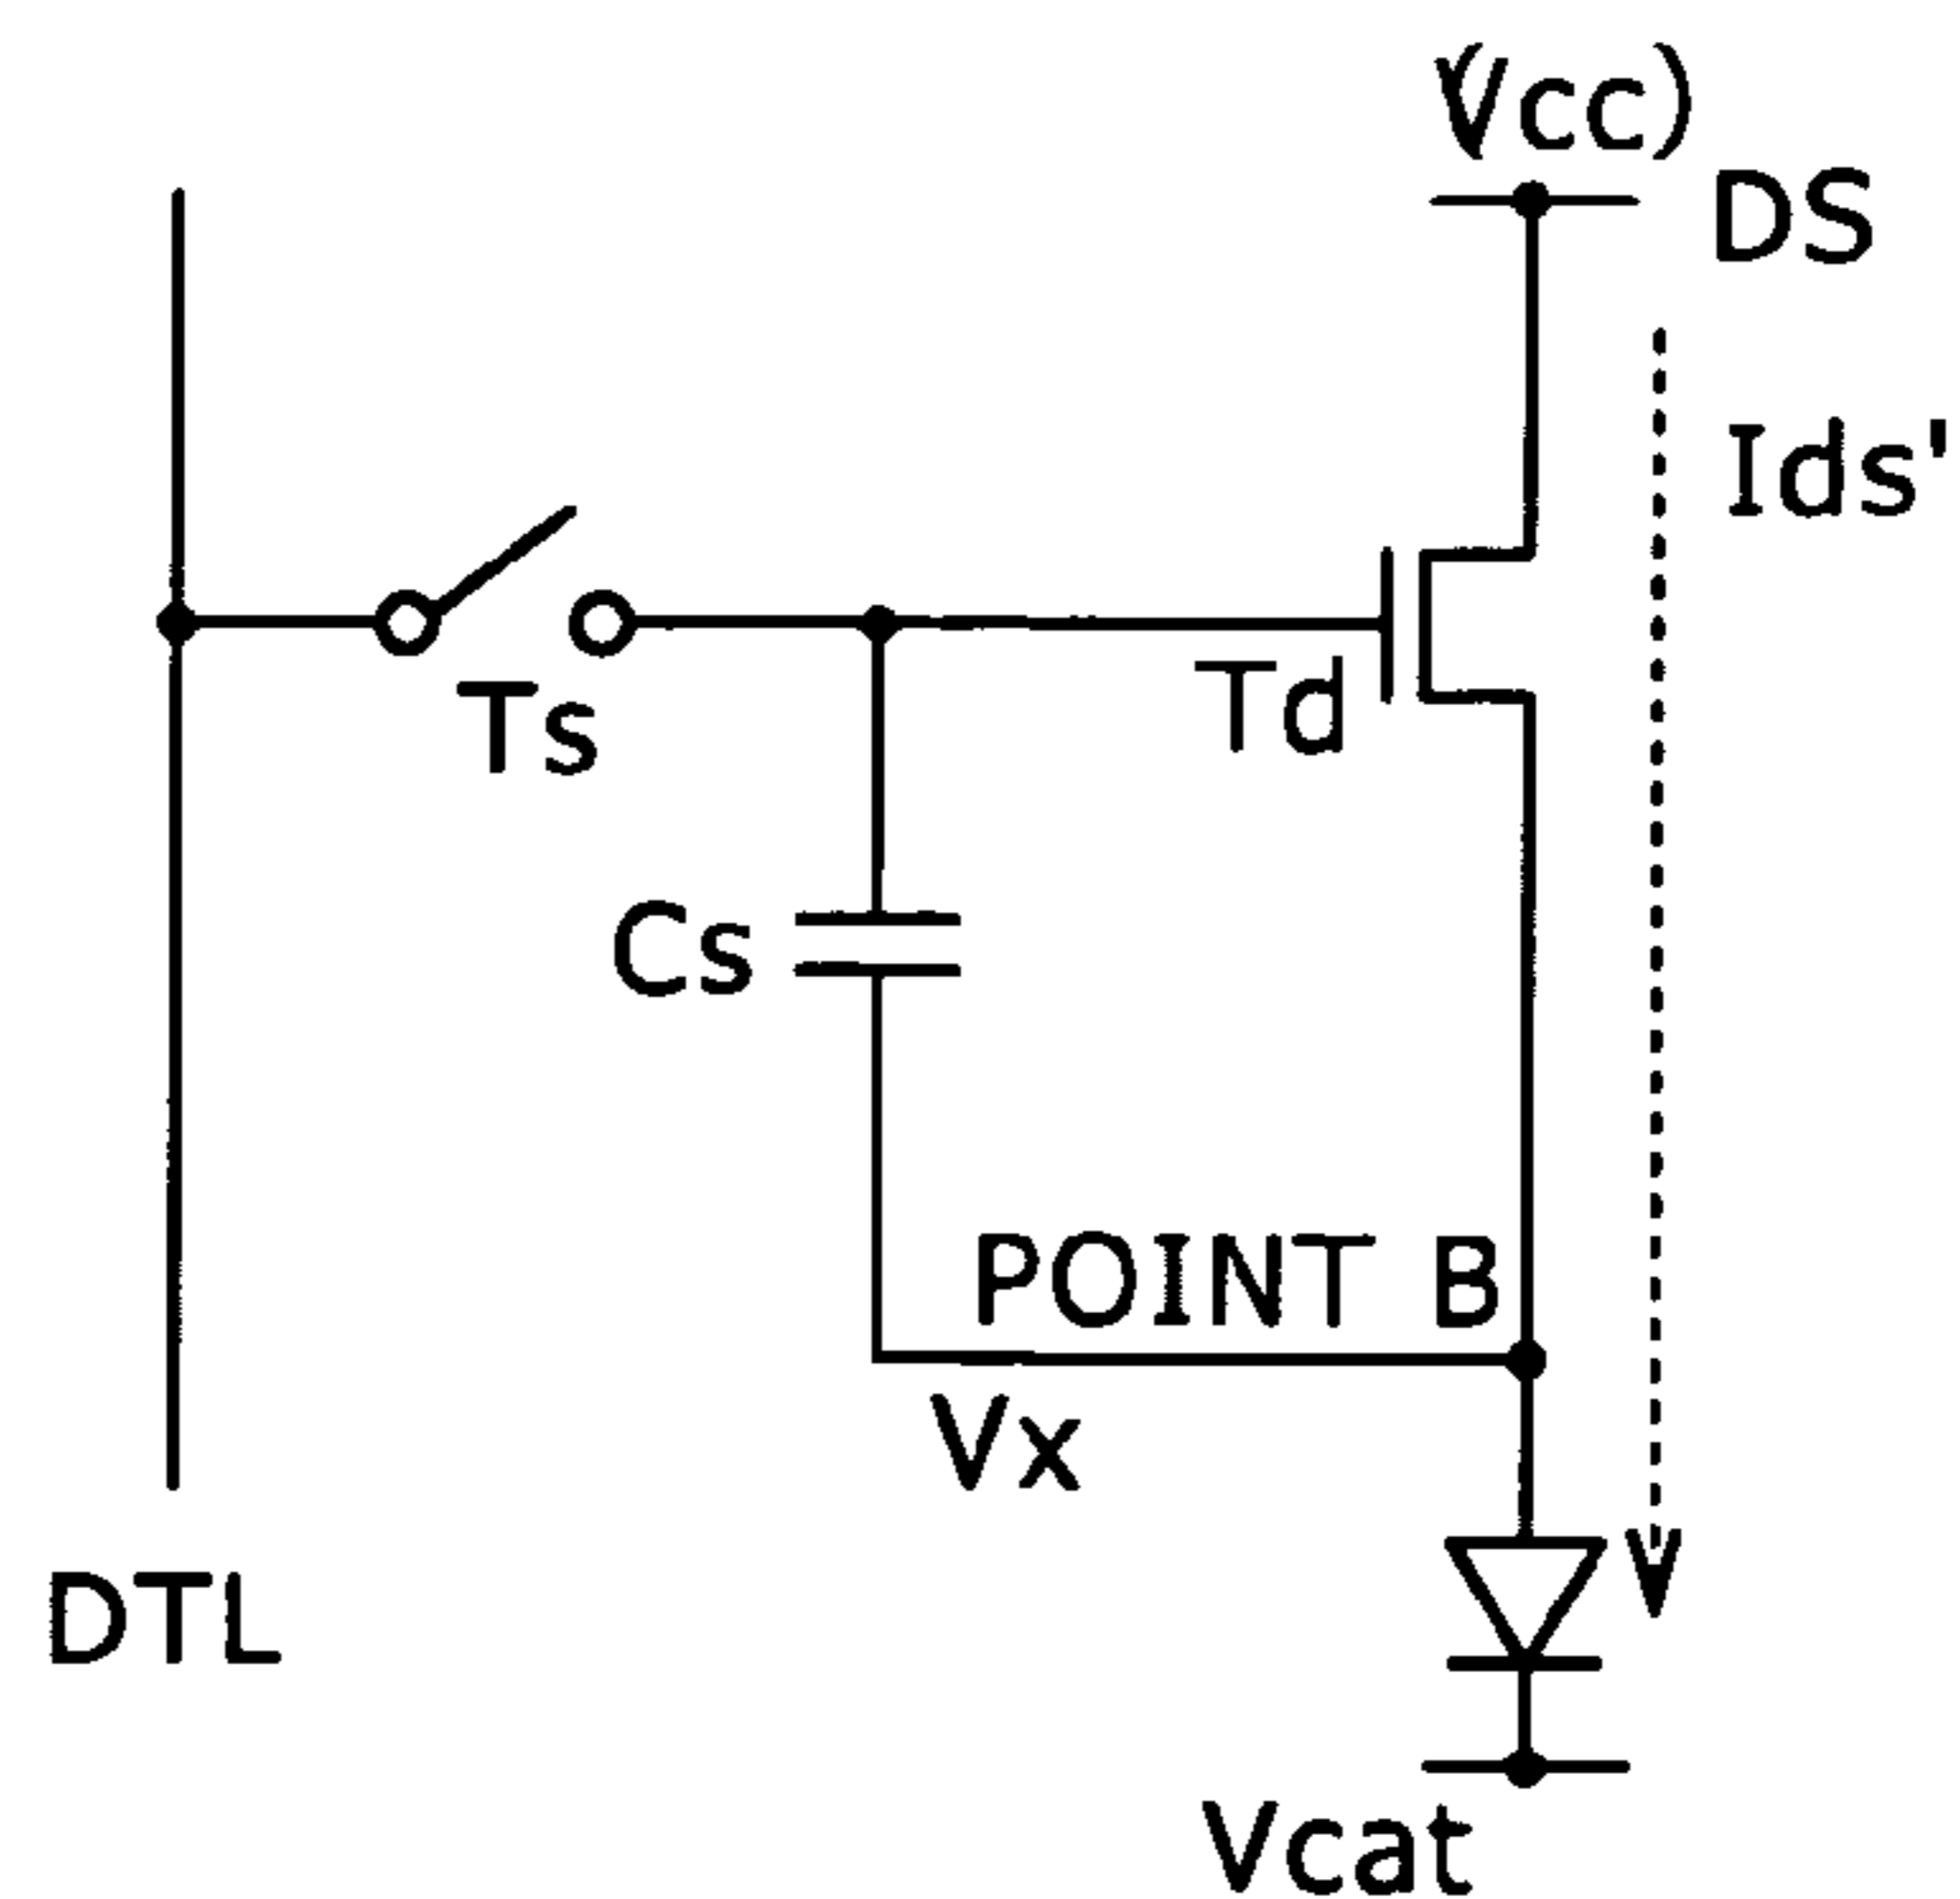 (Vcc)
DS
Ids'
Ts
Td
Cs
POINT B
Vx
DTL
Vcat